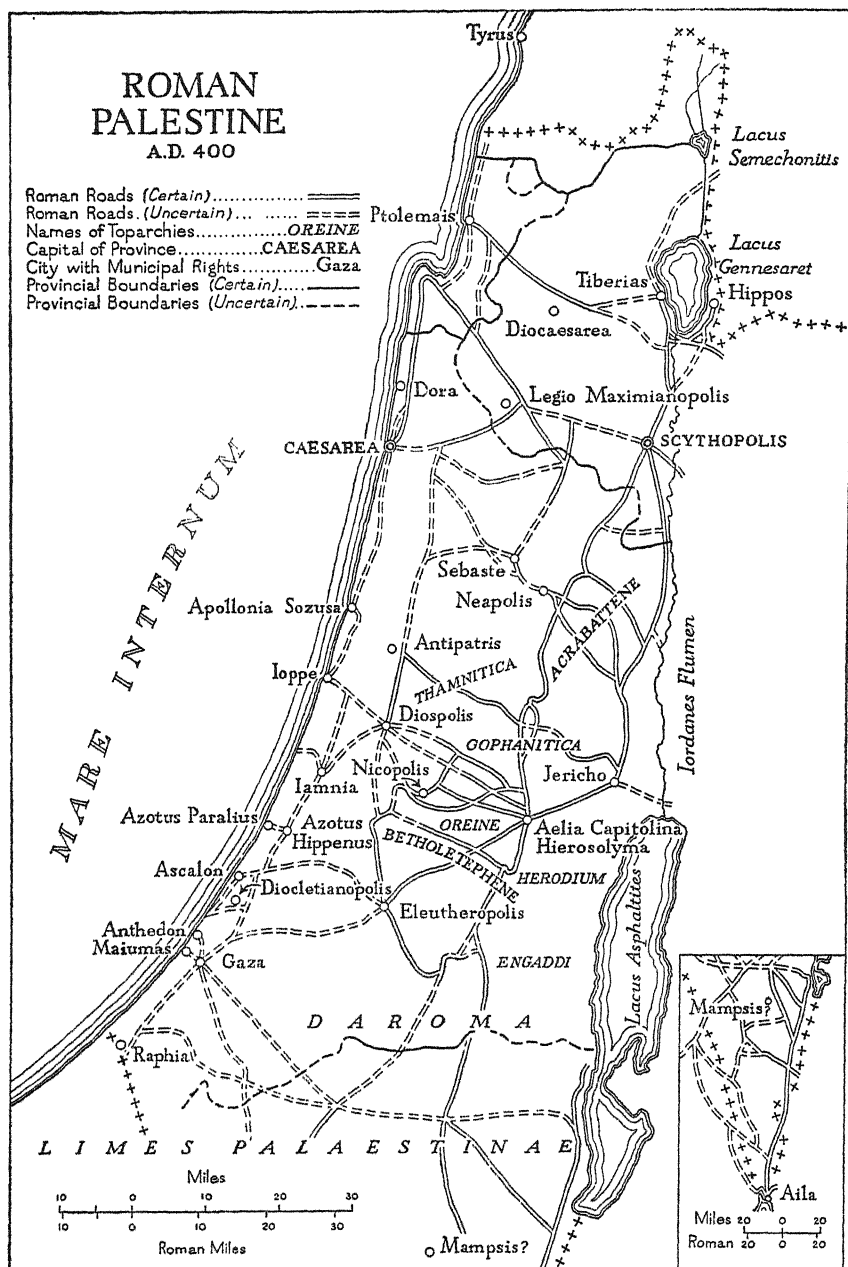 ROMAN
PALESTINE
A.D. 400
Roman Roads (Certain)................
Roman Roads. (Uncertain)... ......
Names of Toparchies..........OREINE
Capital of Province...........CAESAREA
City with Municipal Rights...........Gaza
Provincial Boundaries (Certain).....
Provincial Boundaries (Uncertain)...
Tyrus
Lacus
Semechonitis
Ptolemais
Lacus
Gennesaret
Tiberias
Hippos
Diocaesarea
Dora
Legio Maximianopolis
CAESAREA
SCYTHOPOLIS
MARE INTERNUM
Sebaste
Neapolis
Apollonia Sozusa
ACRABAITENE
Antipatris
Ioppe
THAMNITICA
Iordanes Flumen
Diospolis
GOPHANITICA
Nicopolis
Jericho
Iamnia
Azotus Paralius
Azotus
Hippenus
OREINE
Aelia Capitolina
Hierosolyma
BETHOLETEPHENE
HERODIUM
Ascalon
Diocletianopolis
Eleutheropolis
Lacus Asphaltites
Anthedon
Maiumas
Gaza
ENGADDI
DAROMA
Raphia
LIMES PALAESTINAE
Mampsis?
Miles
10 0 10 20 30
10 0 10 20 30
Roman Miles
Mampsis?
Aila
Miles 20 0 20
Roman 20 0 20